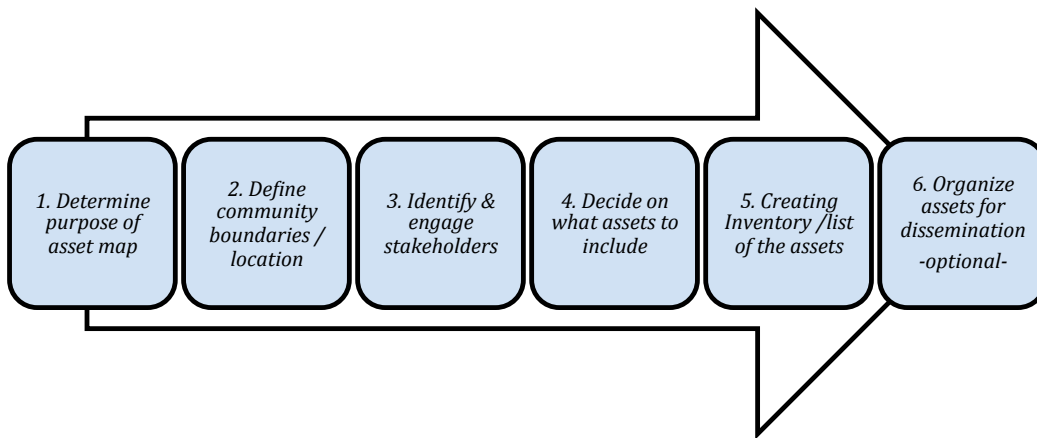 1. Determine
purpose of
asset map
2. Define
community
boundaries /
location
3. Identify &
engage
stakeholders
4. Decide on
what assets to
include
5. Creating
Inventory /list
of the assets
6. Organize
assets for
dissemination
-optional-